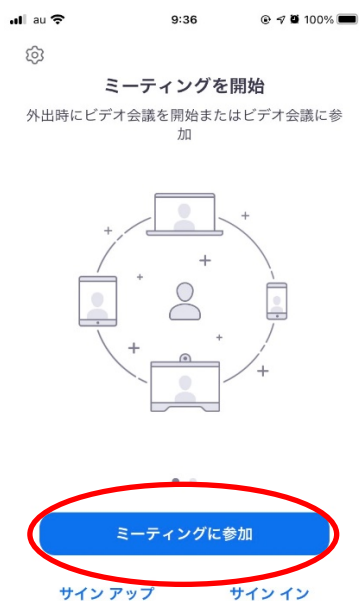 au 9:36 100%
ミーティングを開始
外出時にビデオ会議を開始またはビデオ会議に参
加
ミーティングに参加
サイン アップ サイン イン